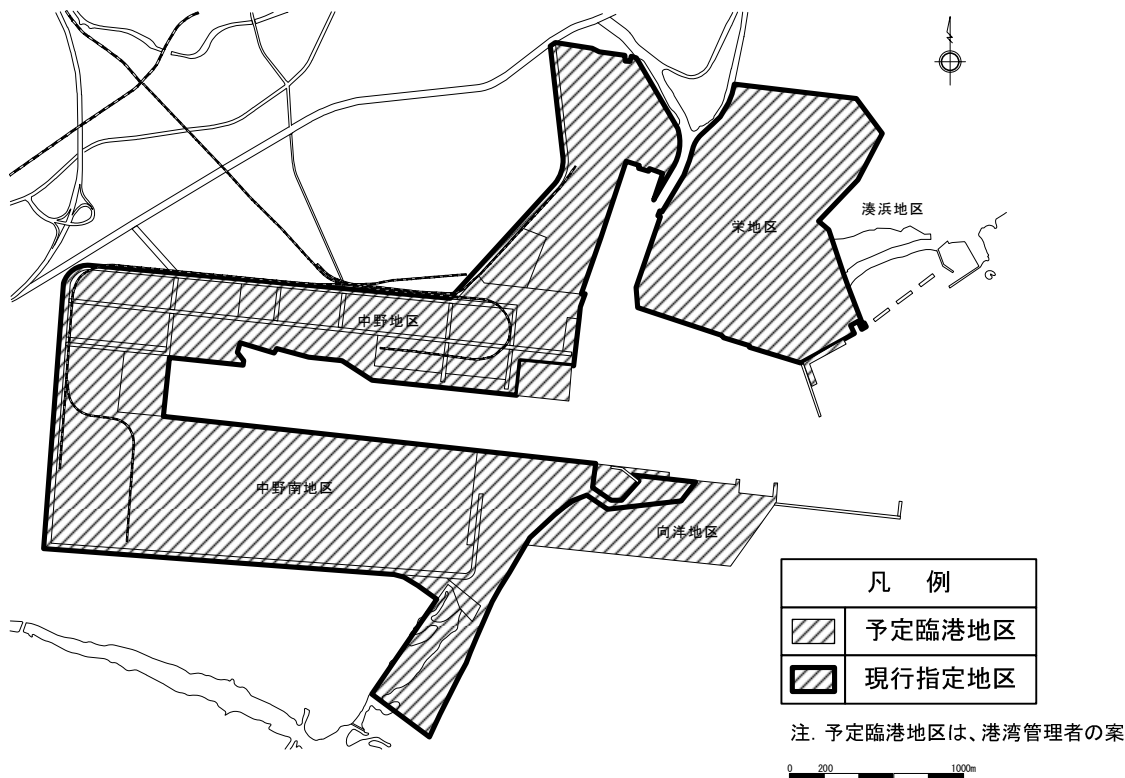 湊浜地区
栄地区
中野地区
中野南地区
向洋地区
凡 例
予定臨港地区
現行指定地区
注. 予定臨港地区は、港湾管理者の案
0 200 1000m